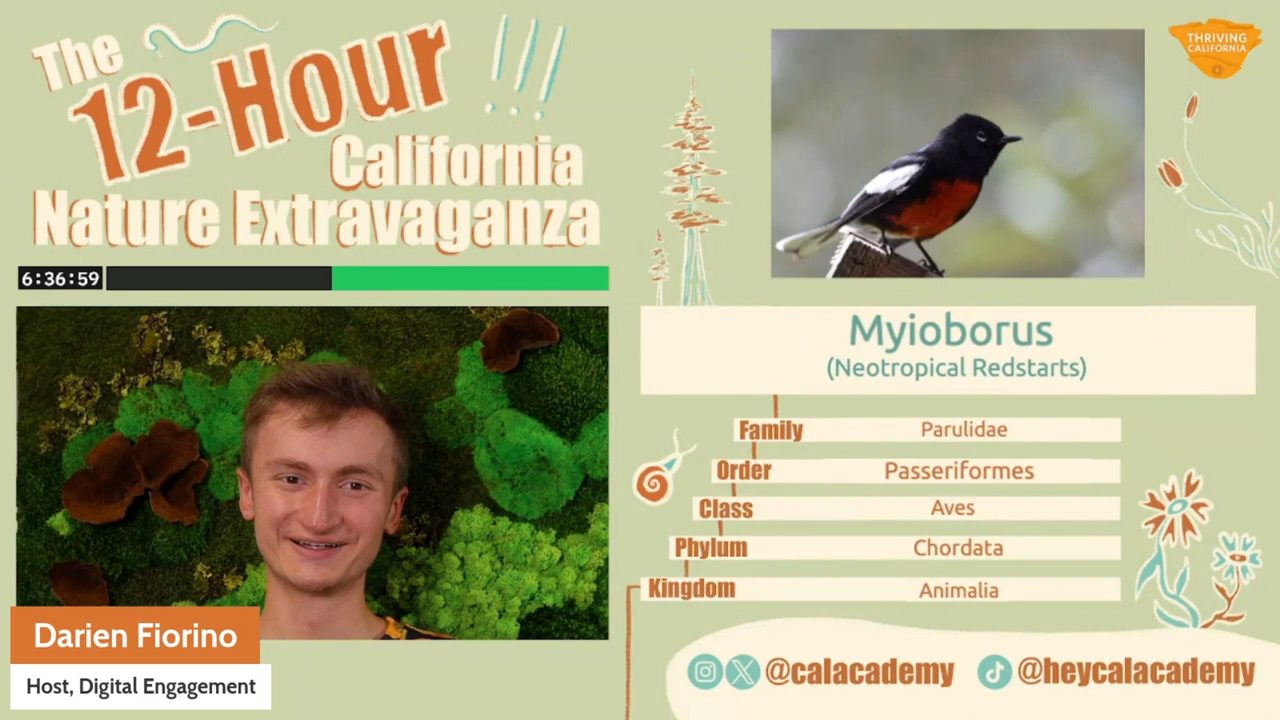 The
12-Hour !!!
California
Nature Extravaganza
6:36:59
Darien Fiorino
Host, Digital Engagement
THRIVING
CALIFORNIA
Myioborus
(Neotropical Redstarts)
Family Parulidae
Order Passeriformes
Class Aves
Phylum Chordata
Kingdom Animalia
@calacademy @heycalacademy